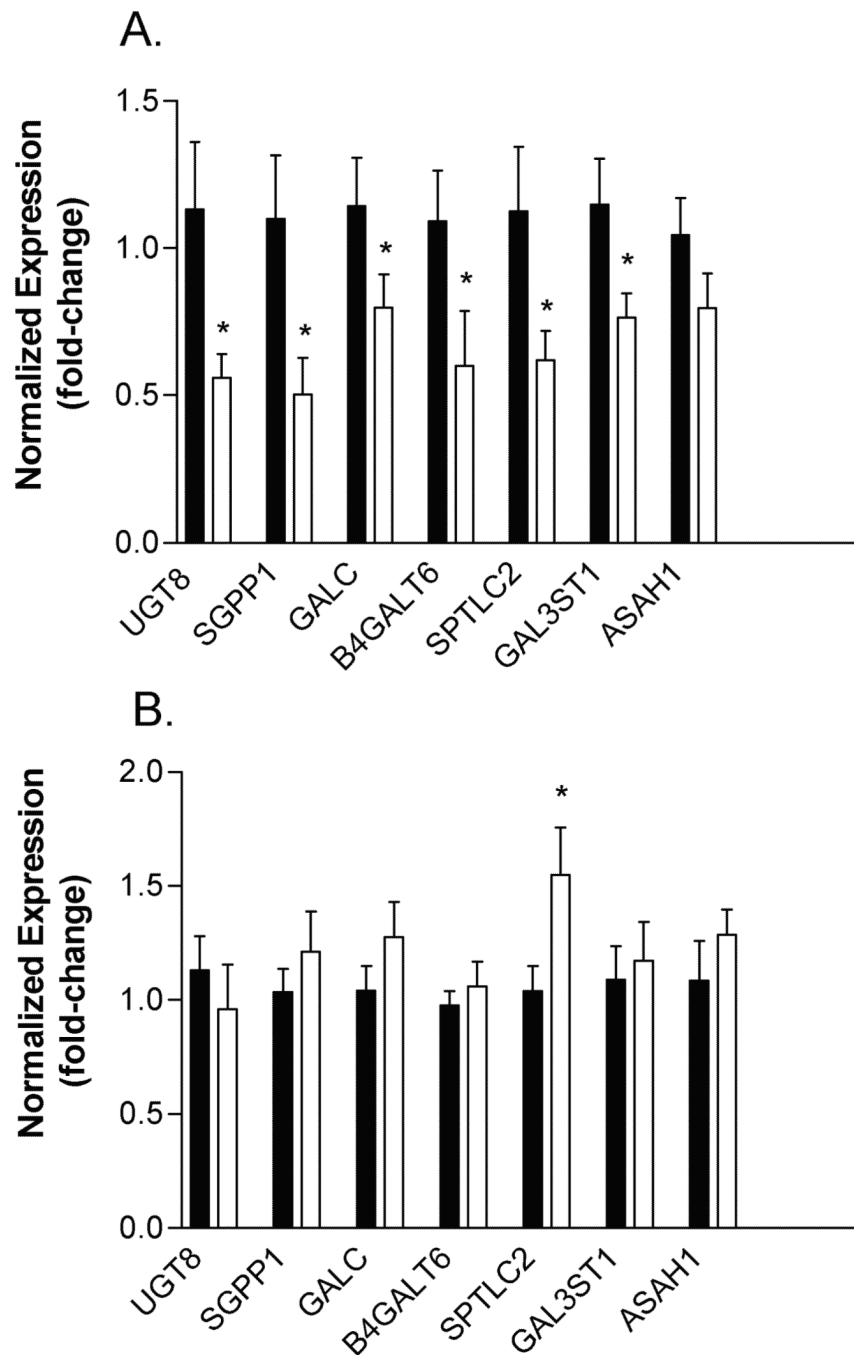 A.
Normalized Expression
(fold-change)
1.5
1.0
0.5
0.0
*
*
*
*
*
*
UGT8
SGPP1
GALC
B4GALT6
SPTLC2
GAL3ST1
ASAH1
B.
Normalized Expression
(fold-change)
2.0
1.5
1.0
0.5
0.0
*
UGT8
SGPP1
GALC
B4GALT6
SPTLC2
GAL3ST1
ASAH1